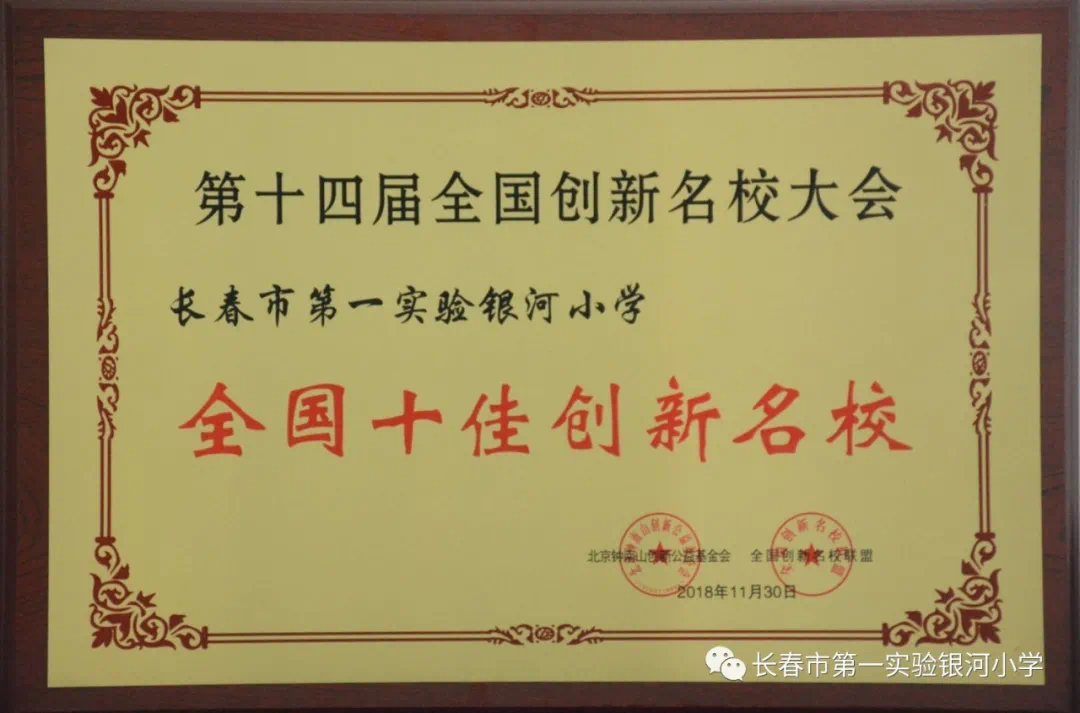 第十四届全国创新名校大会
长春市第一实验银河小学
全国十佳创新名校
北京钟南山创新公益基金会 全国创新名校联盟
2018年11月30日
长春市第一实验银河小学